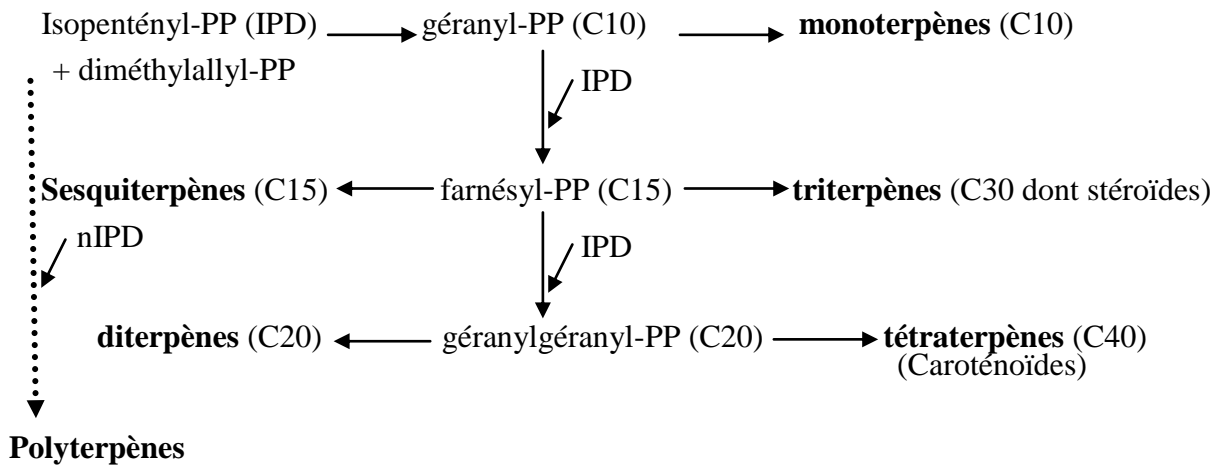 Isopentényl-PP (IPD) géranyl-PP (C10) monoterpènes (C10)
+ diméthylallyl-PP
IPD
Sesquiterpènes (C15) farnésyl-PP (C15) triterpènes (C30 dont stéroïdes)
nIPD
IPD
diterpènes (C20) géranylgéranyl-PP (C20) tétraterpènes (C40)
(Caroténoïdes)
Polyterpènes